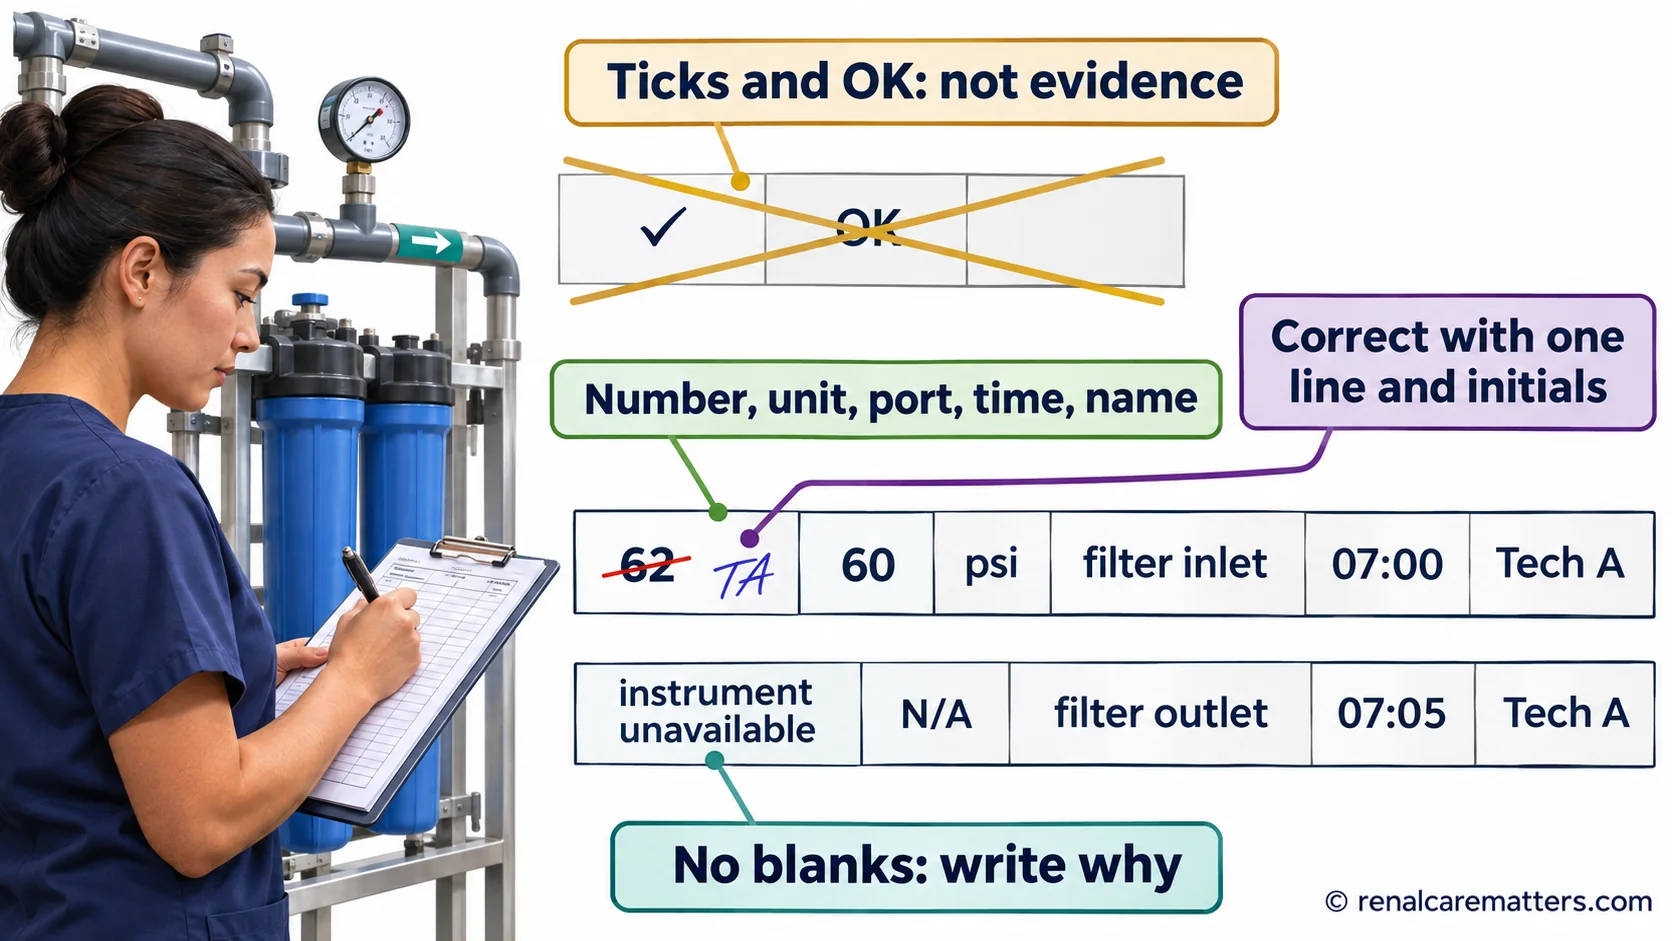 Ticks and OK: not evidence
✓ OK
Correct with one
line and initials
Number, unit, port, time, name
62 TA 60 psi filter inlet 07:00 Tech A
instrument
unavailable
N/A filter outlet 07:05 Tech A
No blanks: write why
© renalcarematters.com